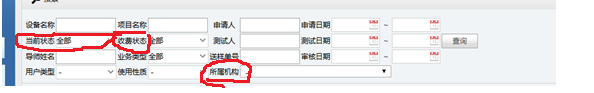 设备名称 项目名称 申请人 申请日期 ~
当前状态 全部 收费状态 全部 测试人 测试日期 ~ 查询
导师姓名 业务类型 全部 送样单号 审核日期 ~
用户类型 - 使用性质 - 所属机构 -